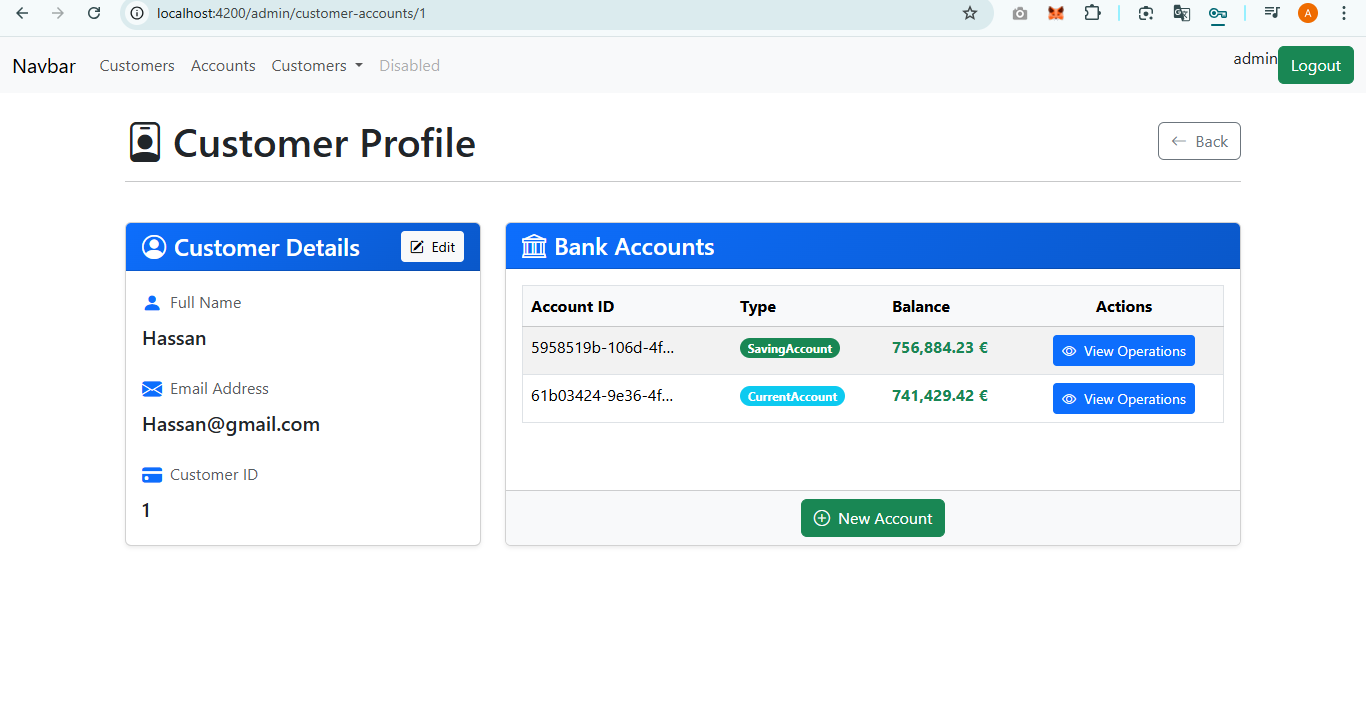 localhost:4200/admin/customer-accounts/1
A
Navbar Customers Accounts Customers Disabled admin Logout
Customer Profile
Back
Customer Details
Edit
Full Name
Hassan
Email Address
Hassan@gmail.com
Customer ID
1
Bank Accounts
Account ID Type Balance Actions
5958519b-106d-4f... SavingAccount 756,884.23 € View Operations
61b03424-9e36-4f... CurrentAccount 741,429.42 € View Operations
New Account